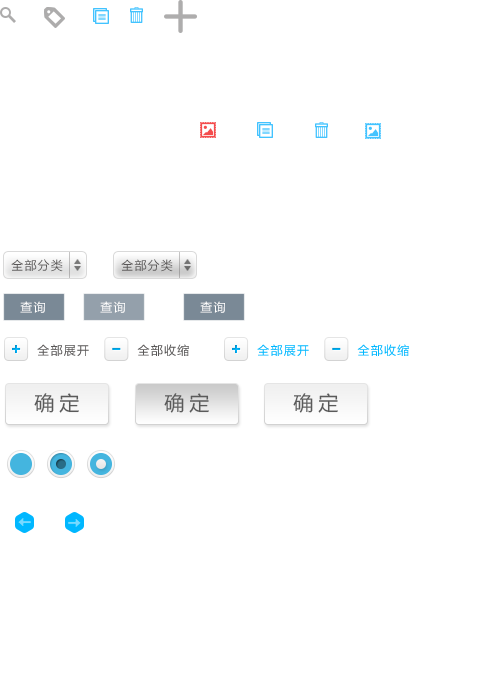 全部分类 全部分类
查询 查询 查询
全部展开 全部收缩 全部展开 全部收缩
确定 确定 确定